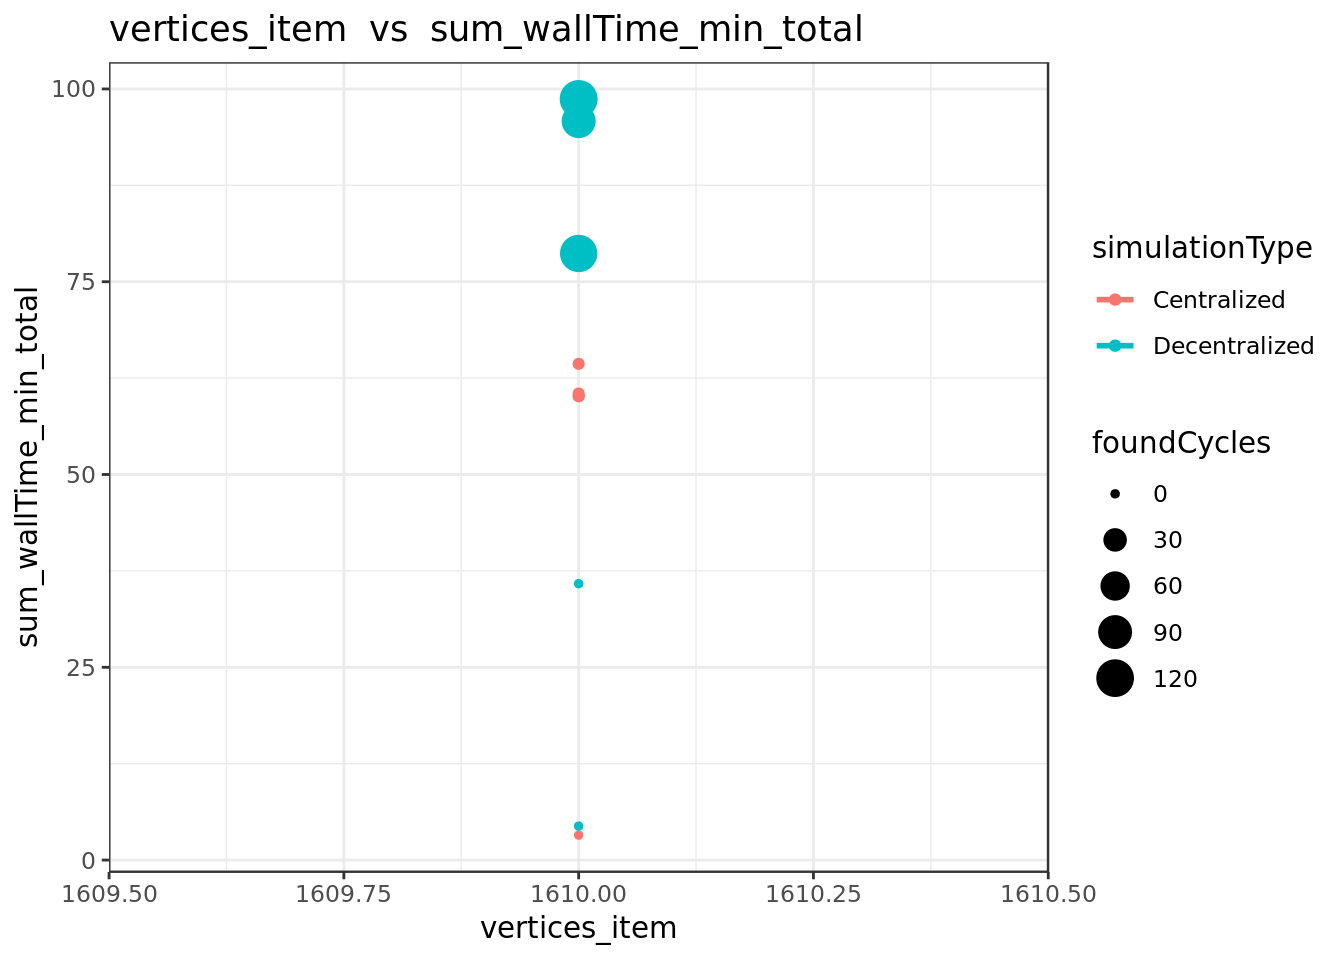 vertices_item vs sum_wallTime_min_total
sum_wallTime_min_total
100
75
50
25
0
1609.50 1609.75 1610.00 1610.25 1610.50
vertices_item
simulationType
Centralized
Decentralized
foundCycles
0
30
60
90
120